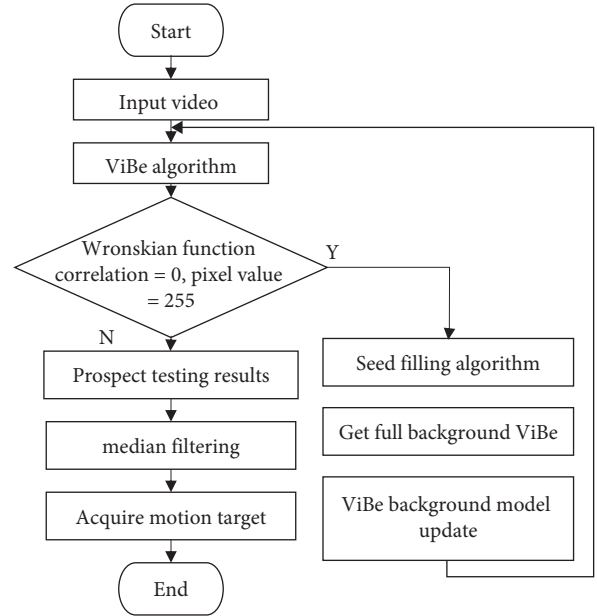 Start
Input video
ViBe algorithm
Wronskian function
correlation = 0, pixel value
= 255
Y
N
Prospect testing results
median filtering
Acquire motion target
End
Seed filling algorithm
Get full background ViBe
ViBe background model
update